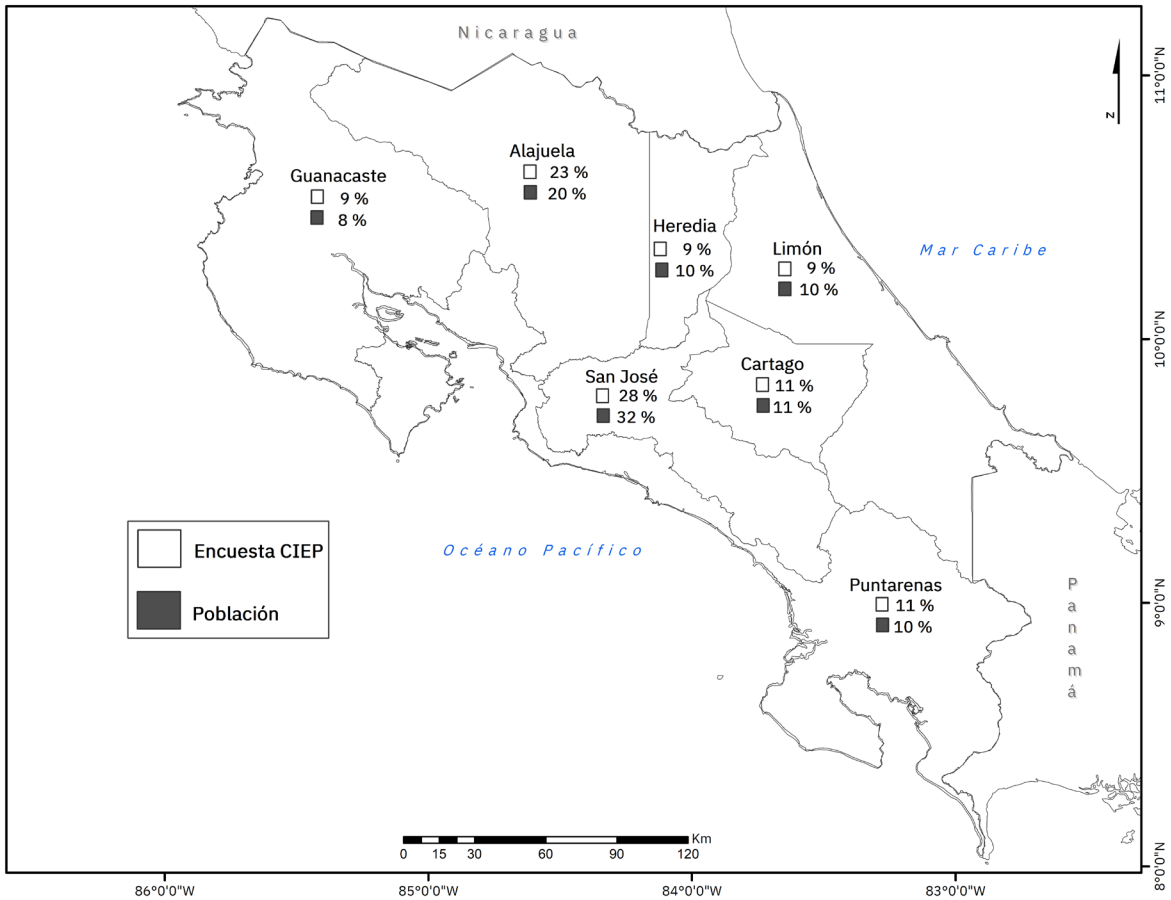 Nicaragua
11°0'0"N
N
Alajuela
23 %
20 %
Guanacaste
9 %
8 %
Heredia
9 %
10 %
Limón
9 %
10 %
Mar Caribe
10°0'0"N
San José
28 %
32 %
Cartago
11 %
11 %
Encuesta CIEP
Población
Océano Pacífico
Puntarenas
11 %
10 %
Panamá
9°0'0"N
Km
0 15 30 60 90 120
8°0'0"N
86°0'0"W 85°0'0"W 84°0'0"W 83°0'0"W